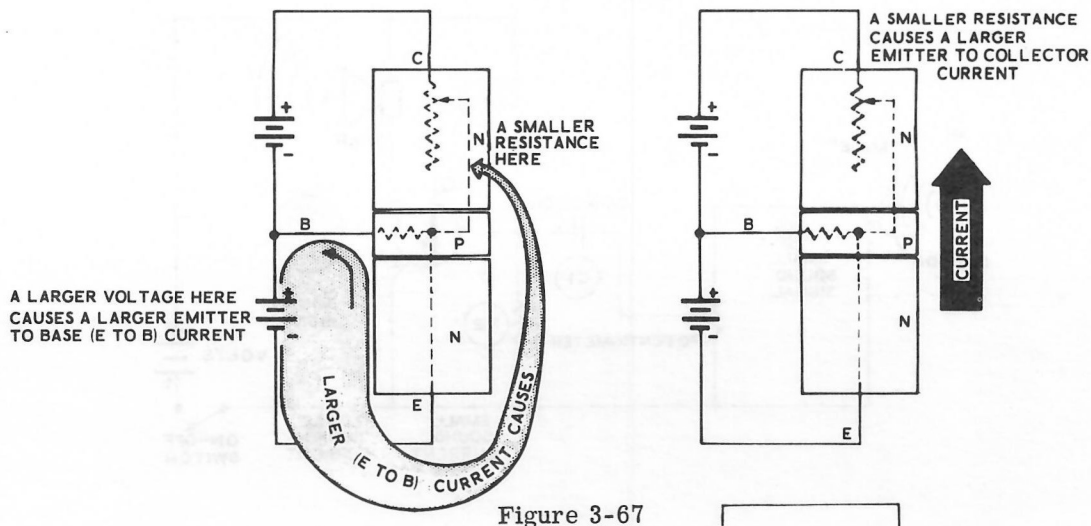 A SMALLER RESISTANCE
CAUSES A LARGER
EMITTER TO COLLECTOR
CURRENT
C
+
-
N
A SMALLER
RESISTANCE
HERE
B
P
A LARGER VOLTAGE HERE
CAUSES A LARGER EMITTER
TO BASE (E TO B) CURRENT
+
-
N
E
LARGER (E TO B) CURRENT CAUSES
C
+
-
N
B
P
+
-
N
E
CURRENT
Figure 3-67